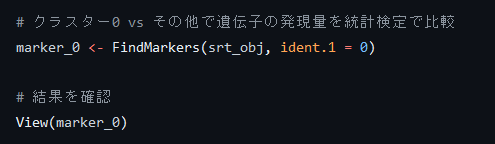 # クラスター0 vs その他で遺伝子の発現量を統計検定で比較
marker_0 <- FindMarkers(srt_obj, ident.1 = 0)
# 結果を確認
View(marker_0)